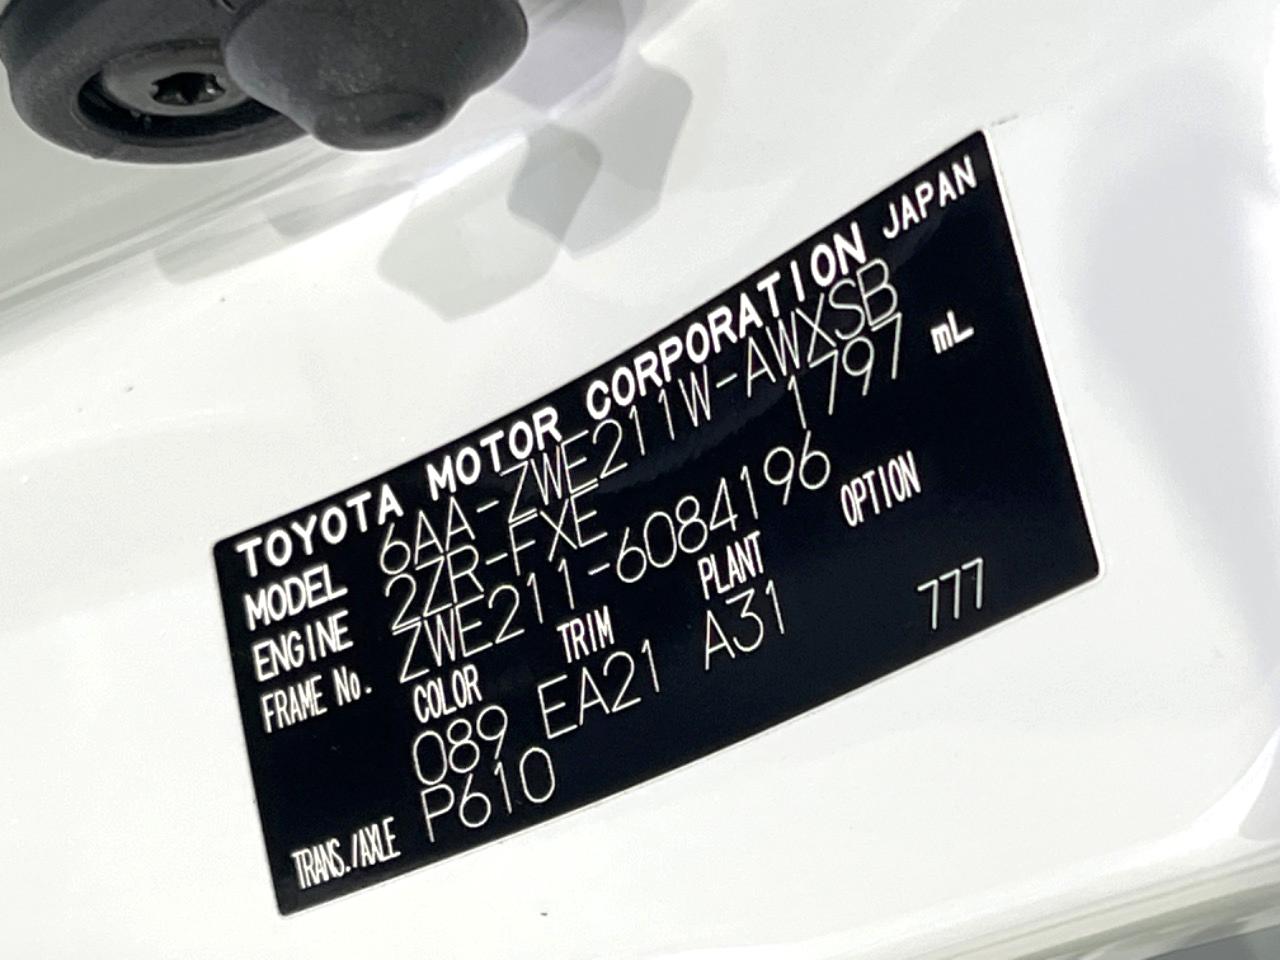 TOYOTA MOTOR CORPORATION JAPAN
MODEL 6AA-ZWE211W-AWXSB
ENGINE 2ZR-FXE 1797 mL
FRAME No. ZWE211-6084196
COLOR TRIM PLANT OPTION
089 EA21 A31 777
TRANS./AXLE P610